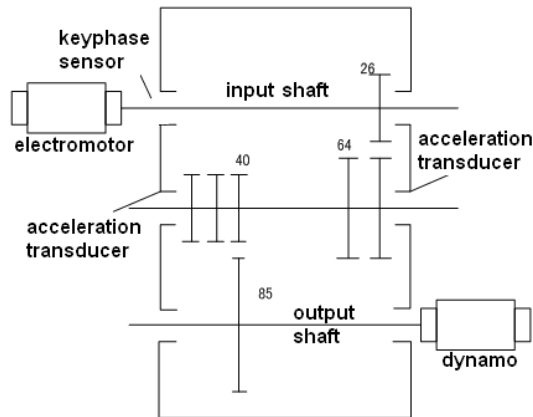 keyphase
sensor
26
input shaft
electromotor
40
64
acceleration
transducer
acceleration
transducer
85
output
shaft
dynamo